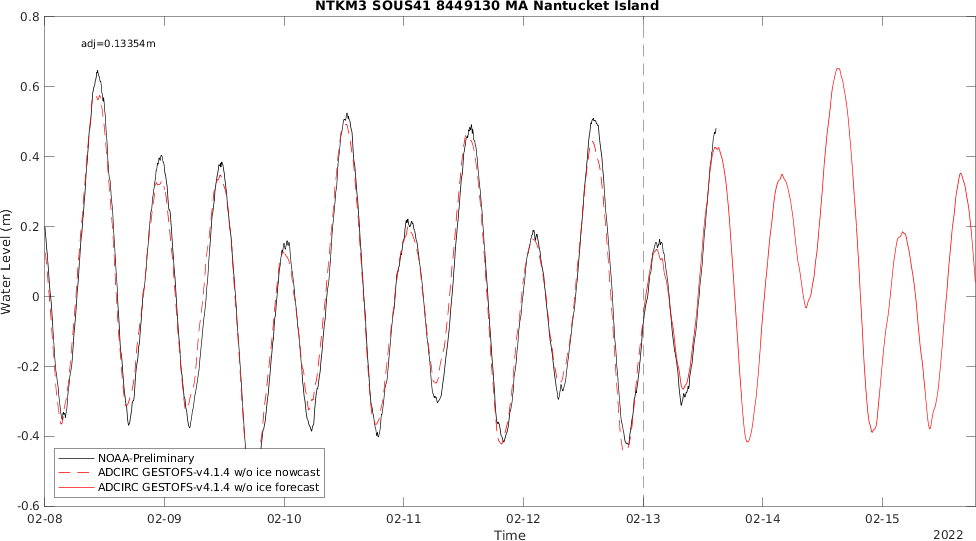 NTKM3 SOUS41 8449130 MA Nantucket Island
0.8
adj=0.13354m
0.6
0.4
0.2
0
-0.2
-0.4
-0.6
Water Level (m)
NOAA-Preliminary
ADCIRC GESTOFS-v4.1.4 w/o ice nowcast
ADCIRC GESTOFS-v4.1.4 w/o ice forecast
02-08 02-09 02-10 02-11 02-12 02-13 02-14 02-15
Time
2022